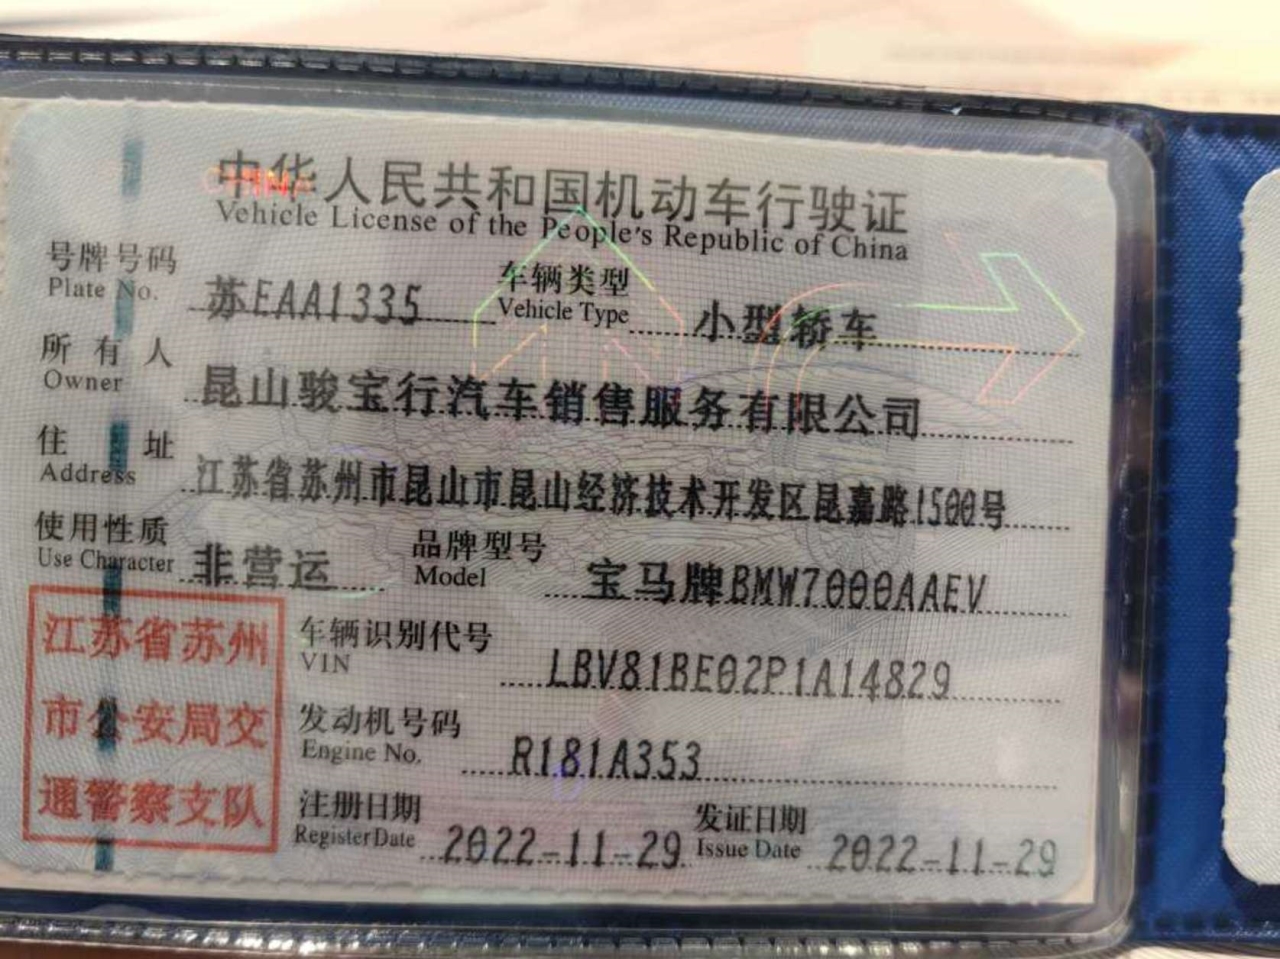 中华人民共和国机动车行驶证
Vehicle License of the People's Republic of China
号牌号码 苏EAA1335 车辆类型 小型轿车
Plate No. Vehicle Type
所有人 昆山骏宝行汽车销售服务有限公司
Owner
住址 江苏省苏州市昆山市昆山经济技术开发区昆嘉路1500号
Address
使用性质 非营运 品牌型号 宝马牌BMW7000AAEV
Use Character Model
江苏省苏州
市公安局交
通警察支队
车辆识别代号 LBV81BE02P1A14829
VIN
发动机号码 R181A353
Engine No.
注册日期 2022-11-29 发证日期 2022-11-29
Register Date Issue Date